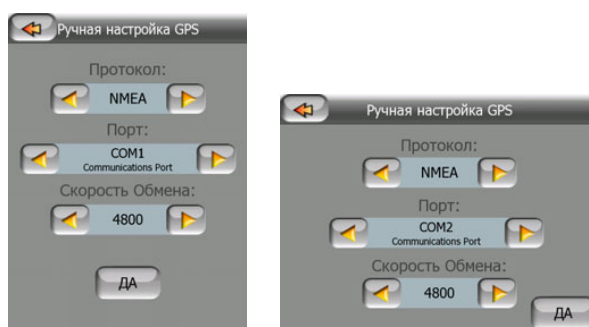 Ручная настройка GPS
Протокол:
NMEA
Порт:
COM1
Communications Port
Скорость Обмена:
4800
ДА
Ручная настройка GPS
Протокол:
NMEA
Порт:
COM2
Communications Port
Скорость Обмена:
4800
ДА